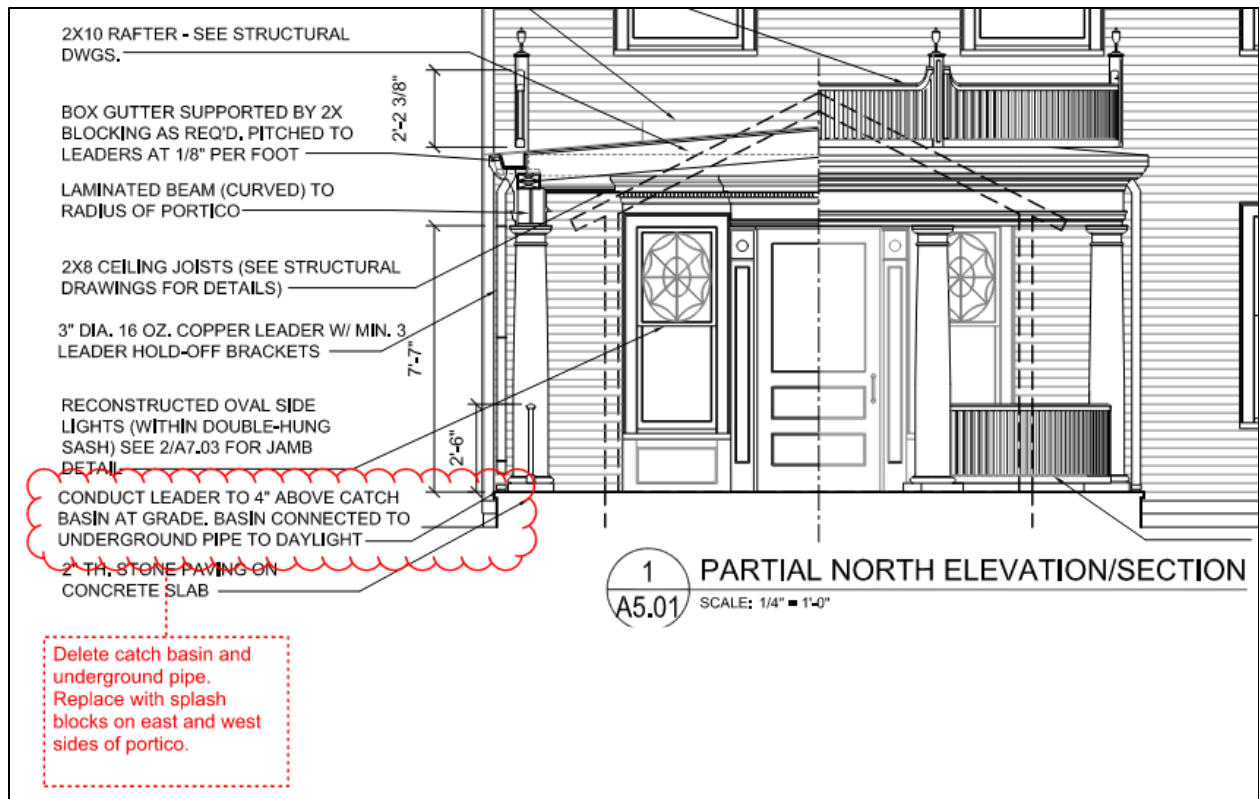 2X10 RAFTER - SEE STRUCTURAL
DWGS.
BOX GUTTER SUPPORTED BY 2X
BLOCKING AS REQ'D, PITCHED TO
LEADERS AT 1/8" PER FOOT
LAMINATED BEAM (CURVED) TO
RADIUS OF PORTICO
2X8 CEILING JOISTS (SEE STRUCTURAL
DRAWINGS FOR DETAILS)
3" DIA. 16 OZ. COPPER LEADER W/ MIN. 3
LEADER HOLD-OFF BRACKETS
RECONSTRUCTED OVAL SIDE
LIGHTS (WITHIN DOUBLE-HUNG
SASH) SEE 2/A7.03 FOR JAMB
DETAIL
CONDUCT LEADER TO 4" ABOVE CATCH
BASIN AT GRADE. BASIN CONNECTED TO
UNDERGROUND PIPE TO DAYLIGHT
2" TH. STONE PAVING ON
CONCRETE SLAB
Delete catch basin and
underground pipe.
Replace with splash
blocks on east and west
sides of portico.
2'-2 3/8"
7'-7"
2'-6"
1
A5.01
PARTIAL NORTH ELEVATION/SECTION
SCALE: 1/4" = 1'-0"